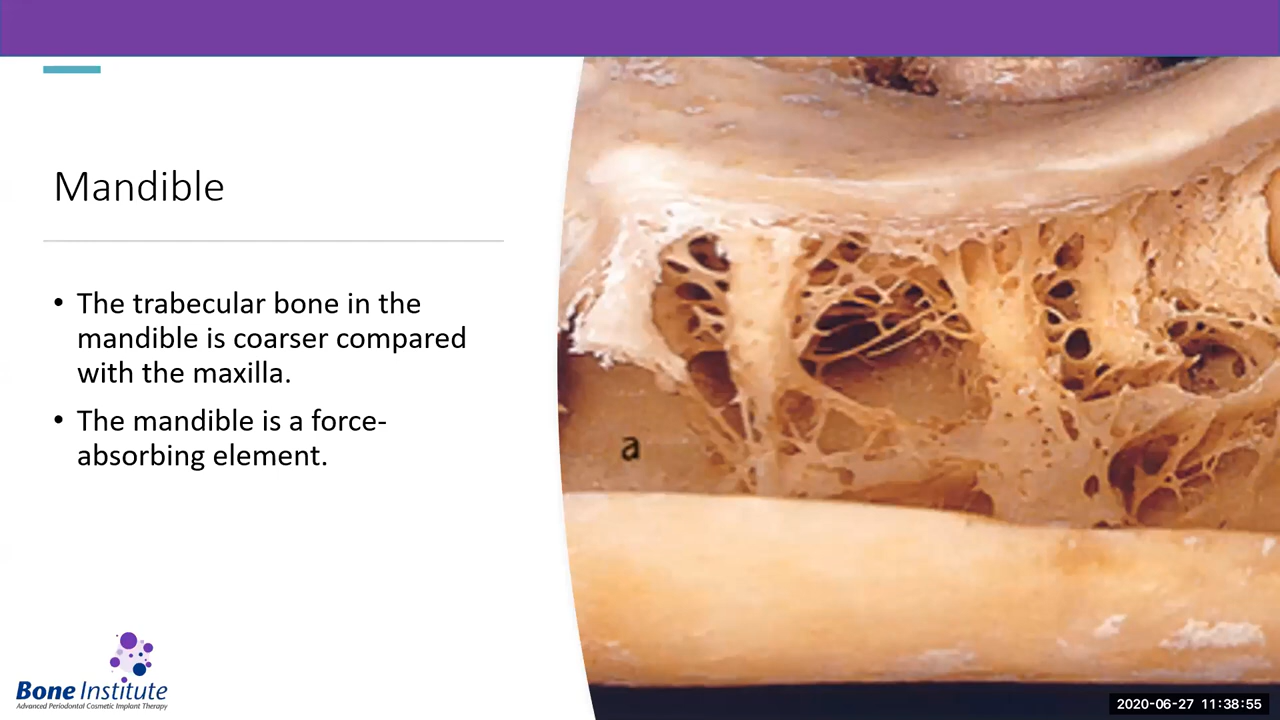 Mandible
• The trabecular bone in the
mandible is coarser compared
with the maxilla.
• The mandible is a force-
absorbing element.
a
Bone Institute
Advanced Periodontal Cosmetic Implant Therapy
2020-06-27 11:38:55